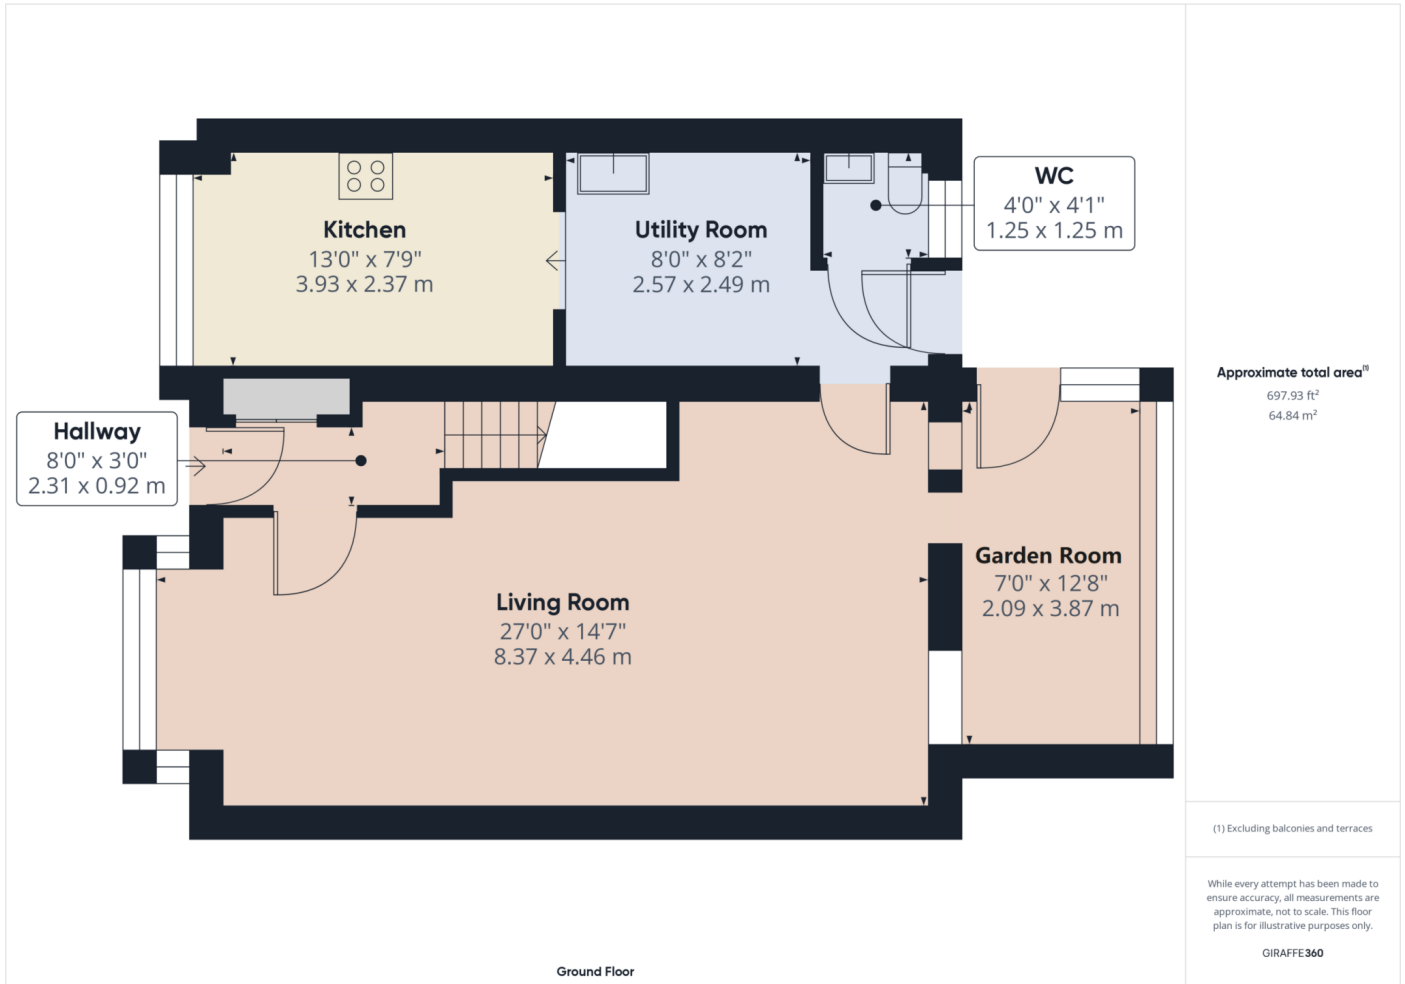 Kitchen
13'0" x 7'9"
3.93 x 2.37 m
Utility Room
8'0" x 8'2"
2.57 x 2.49 m
WC
4'0" x 4'1"
1.25 x 1.25 m
Hallway
8'0" x 3'0"
2.31 x 0.92 m
Living Room
27'0" x 14'7"
8.37 x 4.46 m
Garden Room
7'0" x 12'8"
2.09 x 3.87 m
Ground Floor
Approximate total area(1)
697.93 ft²
64.84 m²
(1) Excluding balconies and terraces
While every attempt has been made to
ensure accuracy, all measurements are
approximate, not to scale. This floor
plan is for illustrative purposes only.
GIRAFFE360